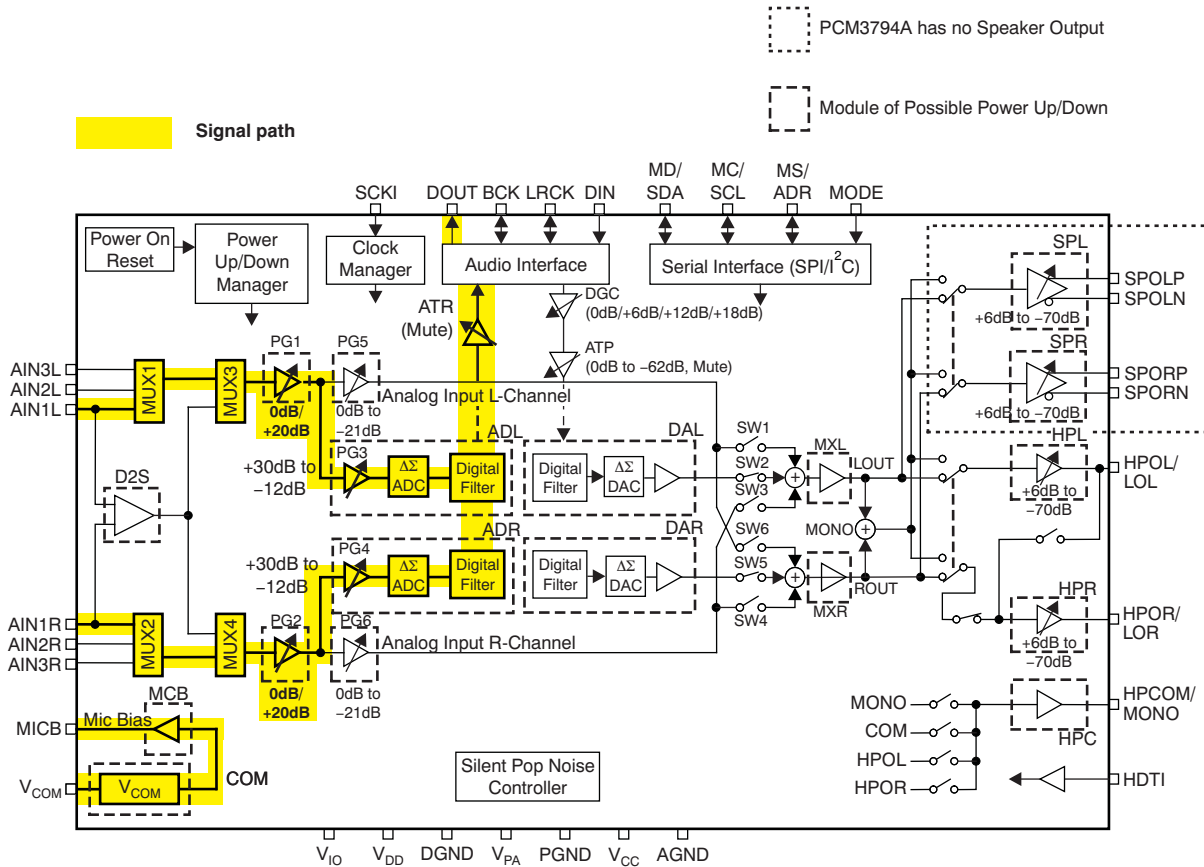 PCM3794A has no Speaker Output
Module of Possible Power Up/Down
Signal path
SCKI
DOUT
BCK
LRCK
DIN
MD/
SDA
MC/
SCL
MS/
ADR
MODE
Power On
Reset
Power
Up/Down
Manager
Clock
Manager
Audio Interface
Serial Interface (SPI/I²C)
ATR
(Mute)
DGC
(0dB/+6dB/+12dB/+18dB)
ATP
(0dB to −62dB, Mute)
SPL
+6dB to −70dB
SPOLP
SPOLN
SPR
+6dB to −70dB
SPORP
SPORN
AIN3L
AIN2L
AIN1L
MUX1
MUX3
PG1
0dB/
+20dB
PG5
0dB to
−21dB
Analog Input L-Channel
ADL
+30dB to
−12dB
PG3
ΔΣ
ADC
Digital
Filter
DAL
Digital
Filter
ΔΣ
DAC
SW1
SW2
SW3
SW6
SW5
SW4
MXL
LOUT
MONO
ROUT
MXR
HPL
+6dB to
−70dB
HPOL/
LOL
D2S
ADR
+30dB to
−12dB
PG4
ΔΣ
ADC
Digital
Filter
DAR
Digital
Filter
ΔΣ
DAC
AIN1R
AIN2R
AIN3R
MUX2
MUX4
PG2
0dB/
+20dB
PG6
0dB to
−21dB
Analog Input R-Channel
HPR
+6dB to
−70dB
HPOR/
LOR
MICB
Mic Bias
MCB
VCOM
VCOM
COM
Silent Pop Noise
Controller
MONO
COM
HPOL
HPOR
HPC
HPCOM/
MONO
HDTI
VIO
VDD
DGND
VPA
PGND
VCC
AGND